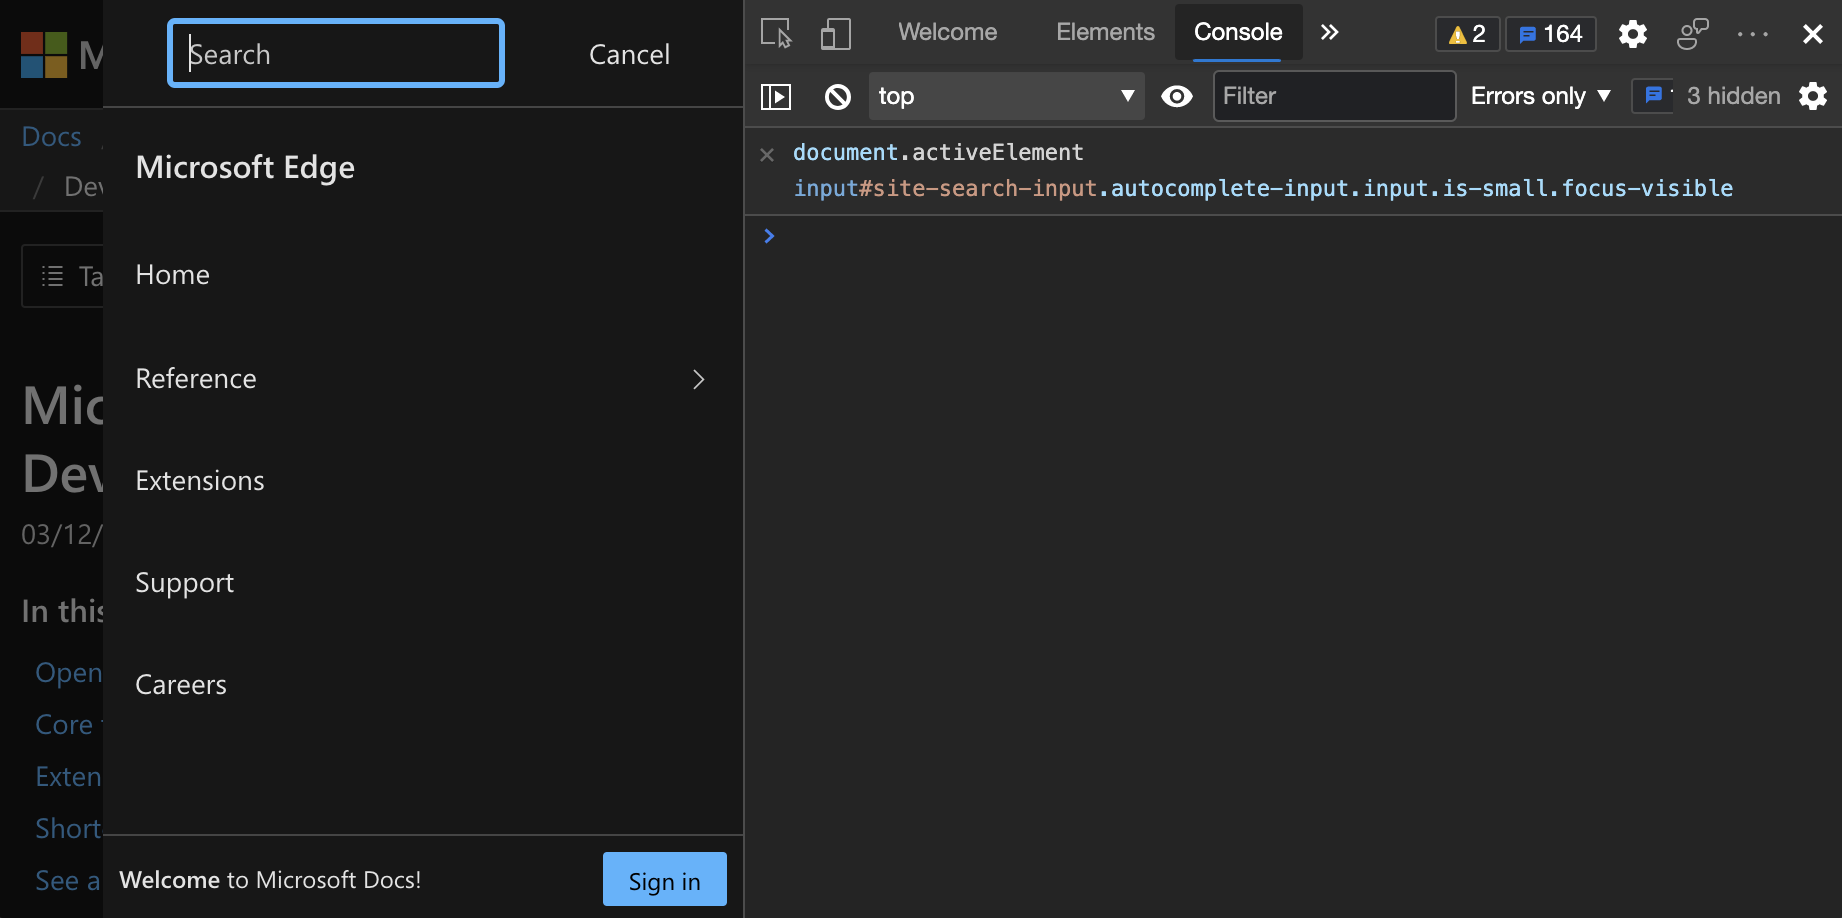 M
Search
Cancel
Docs
/ Dev
Ta
Mic
Dev
03/12/
In this
Open
Core
Exten
Short
See a
Microsoft Edge
Home
Reference
Extensions
Support
Careers
Welcome to Microsoft Docs!
Sign in
Welcome
Elements
Console
2
164
top
Filter
Errors only
3 hidden
document.activeElement
input#site-search-input.autocomplete-input.input.is-small.focus-visible